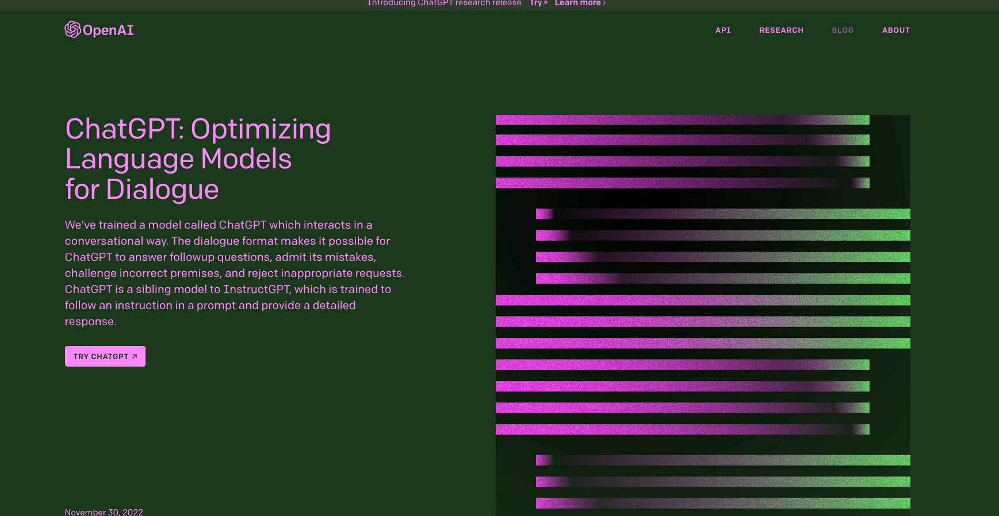 Introducing ChatGPT research release Try↗ Learn more›
OpenAI
API RESEARCH BLOG ABOUT
ChatGPT: Optimizing
Language Models
for Dialogue
We’ve trained a model called ChatGPT which interacts in a
conversational way. The dialogue format makes it possible for
ChatGPT to answer followup questions, admit its mistakes,
challenge incorrect premises, and reject inappropriate requests.
ChatGPT is a sibling model to InstructGPT, which is trained to
follow an instruction in a prompt and provide a detailed
response.
TRY CHATGPT ↗
November 30, 2022